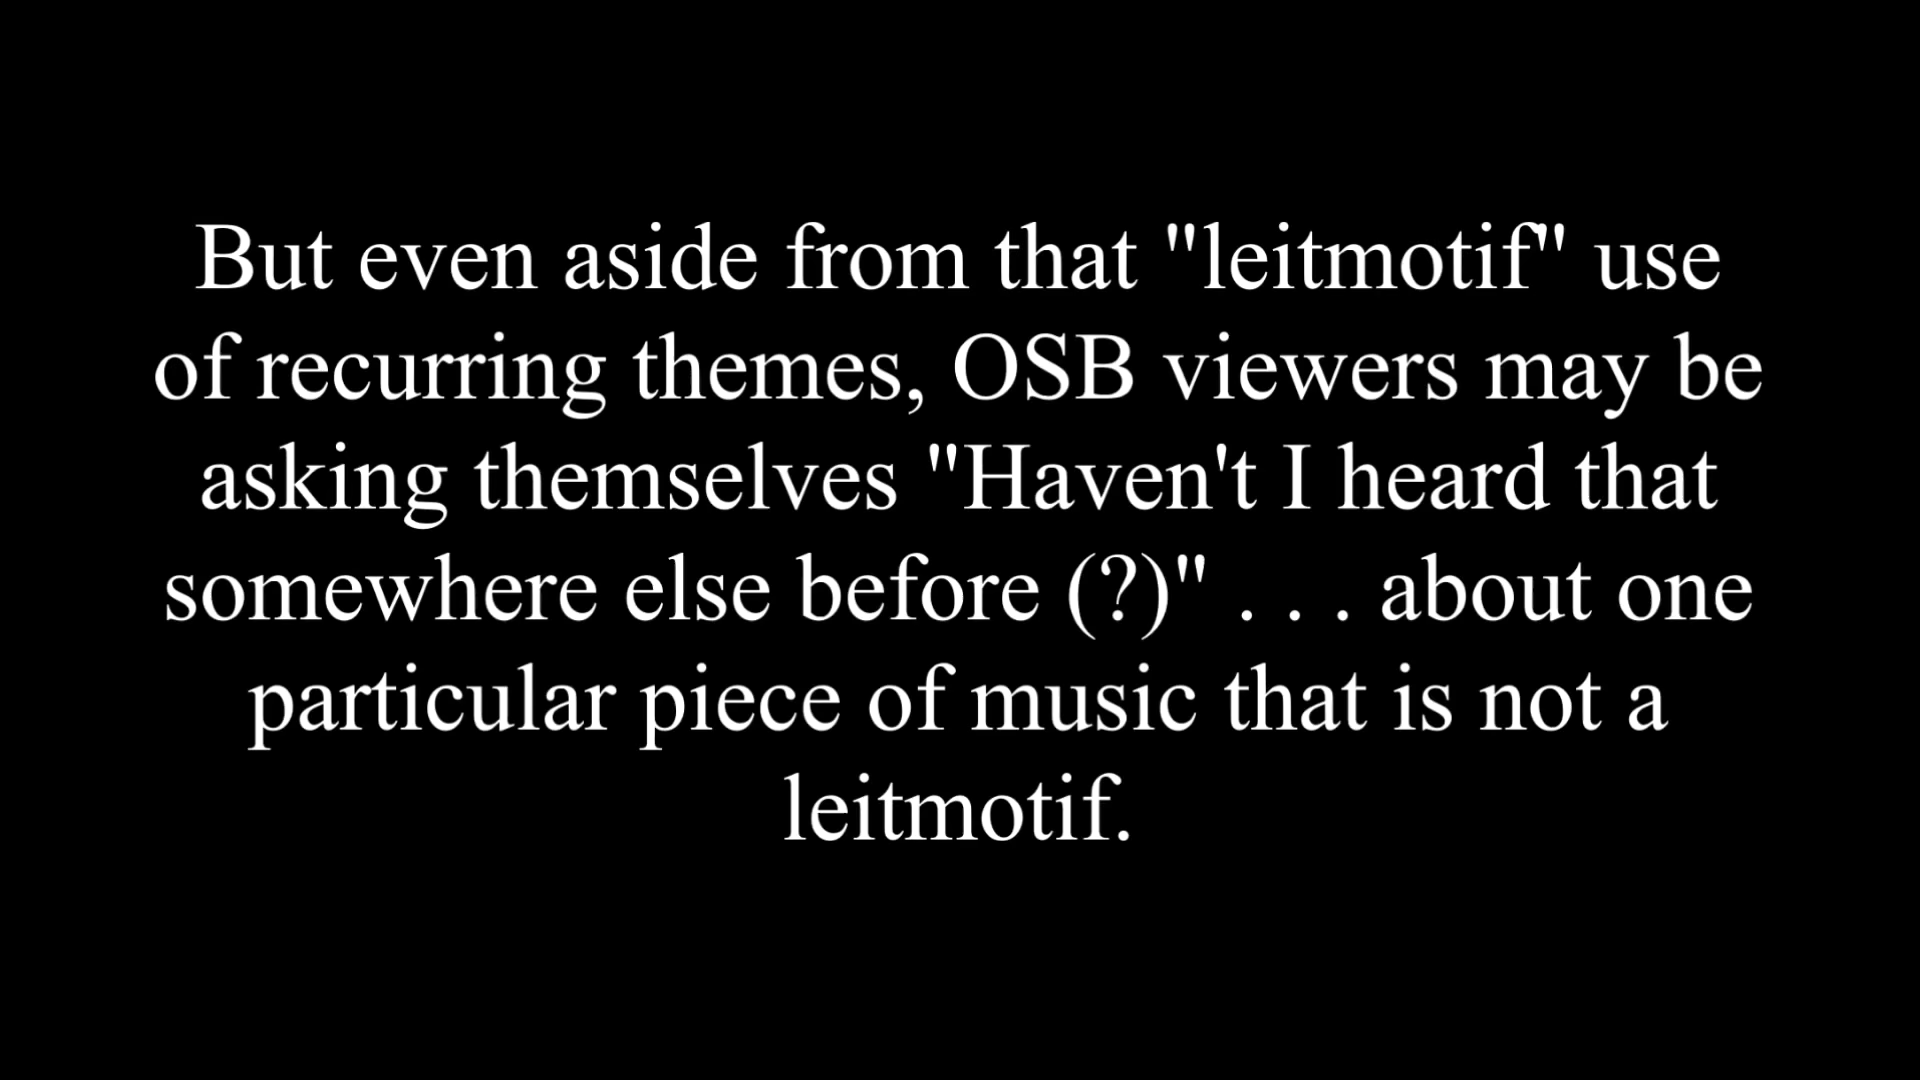 But even aside from that "leitmotif" use
of recurring themes, OSB viewers may be
asking themselves "Haven't I heard that
somewhere else before (?)" . . . about one
particular piece of music that is not a
leitmotif.